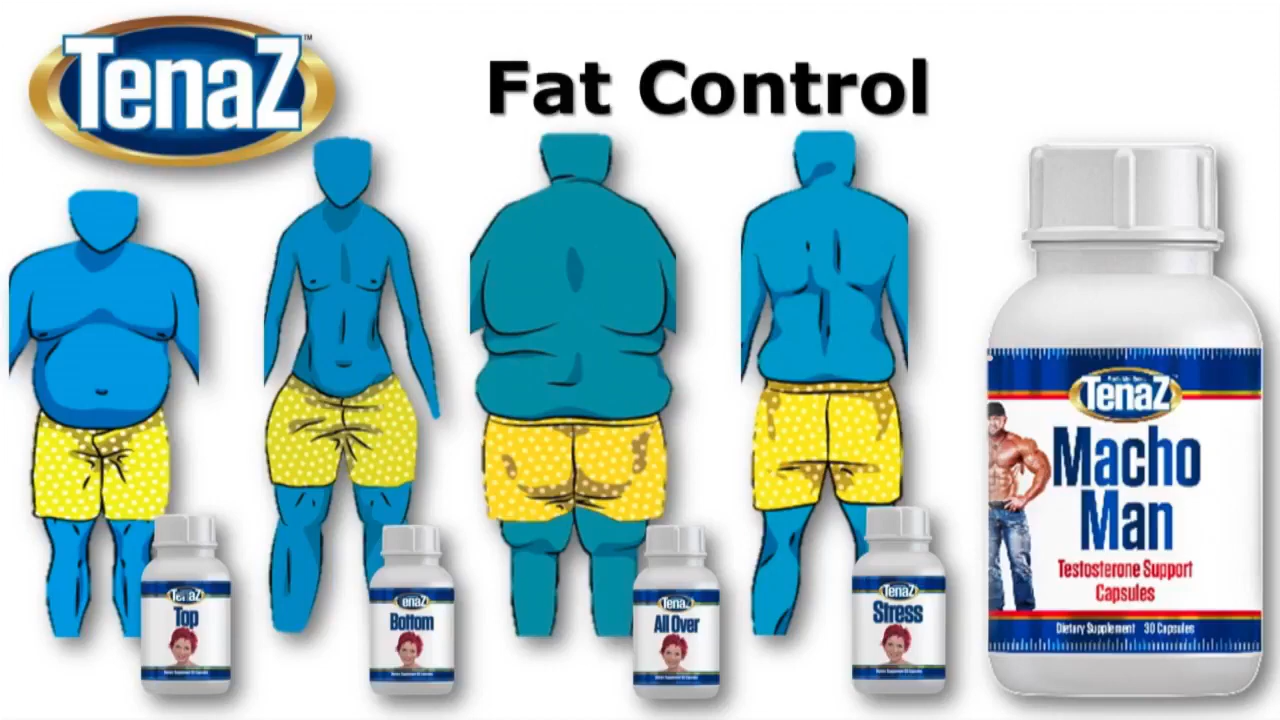 TenaZ™
Fat Control
TenaZ
Macho
Man
Testosterone Support
Capsules
Dietary Supplement 30 Capsules
TenaZ
Top
TenaZ
Bottom
TenaZ
All Over
TenaZ
Stress